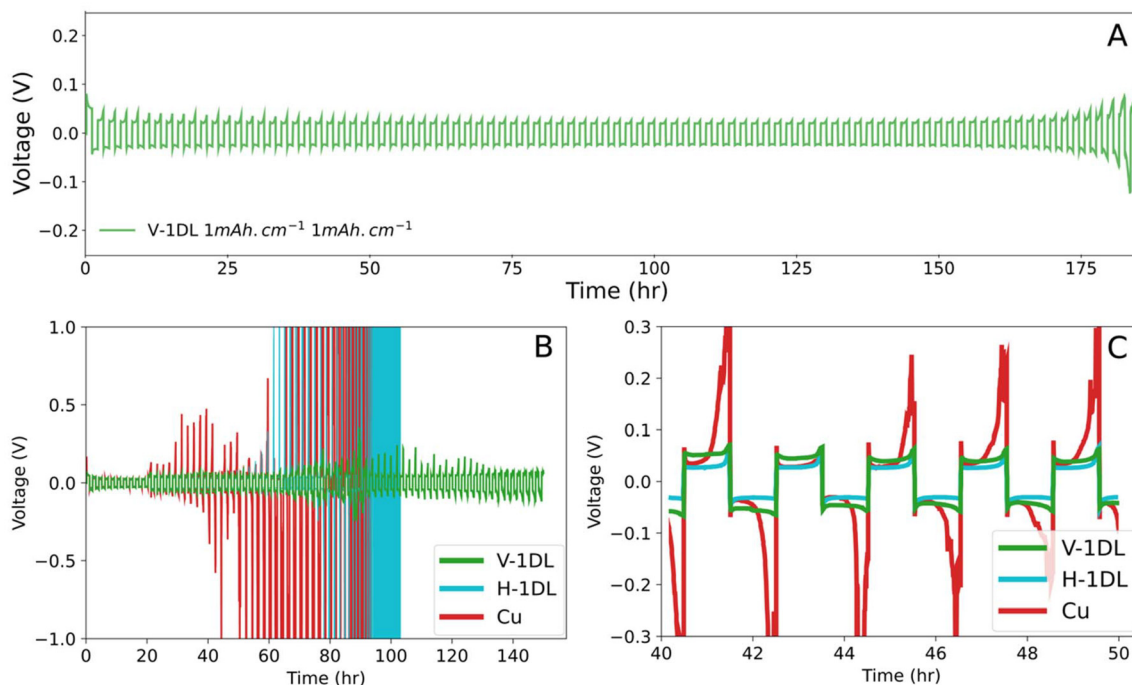 A
Voltage (V)
0.2
0.1
0.0
−0.1
−0.2
V-1DL 1mAh.cm⁻¹ 1mAh.cm⁻¹
0 25 50 75 100 125 150 175
Time (hr)
B
Voltage (V)
1.0
0.5
0.0
−0.5
−1.0
V-1DL
H-1DL
Cu
0 20 40 60 80 100 120 140
Time (hr)
C
Voltage (V)
0.3
0.2
0.1
0.0
−0.1
−0.2
−0.3
V-1DL
H-1DL
Cu
40 42 44 46 48 50
Time (hr)